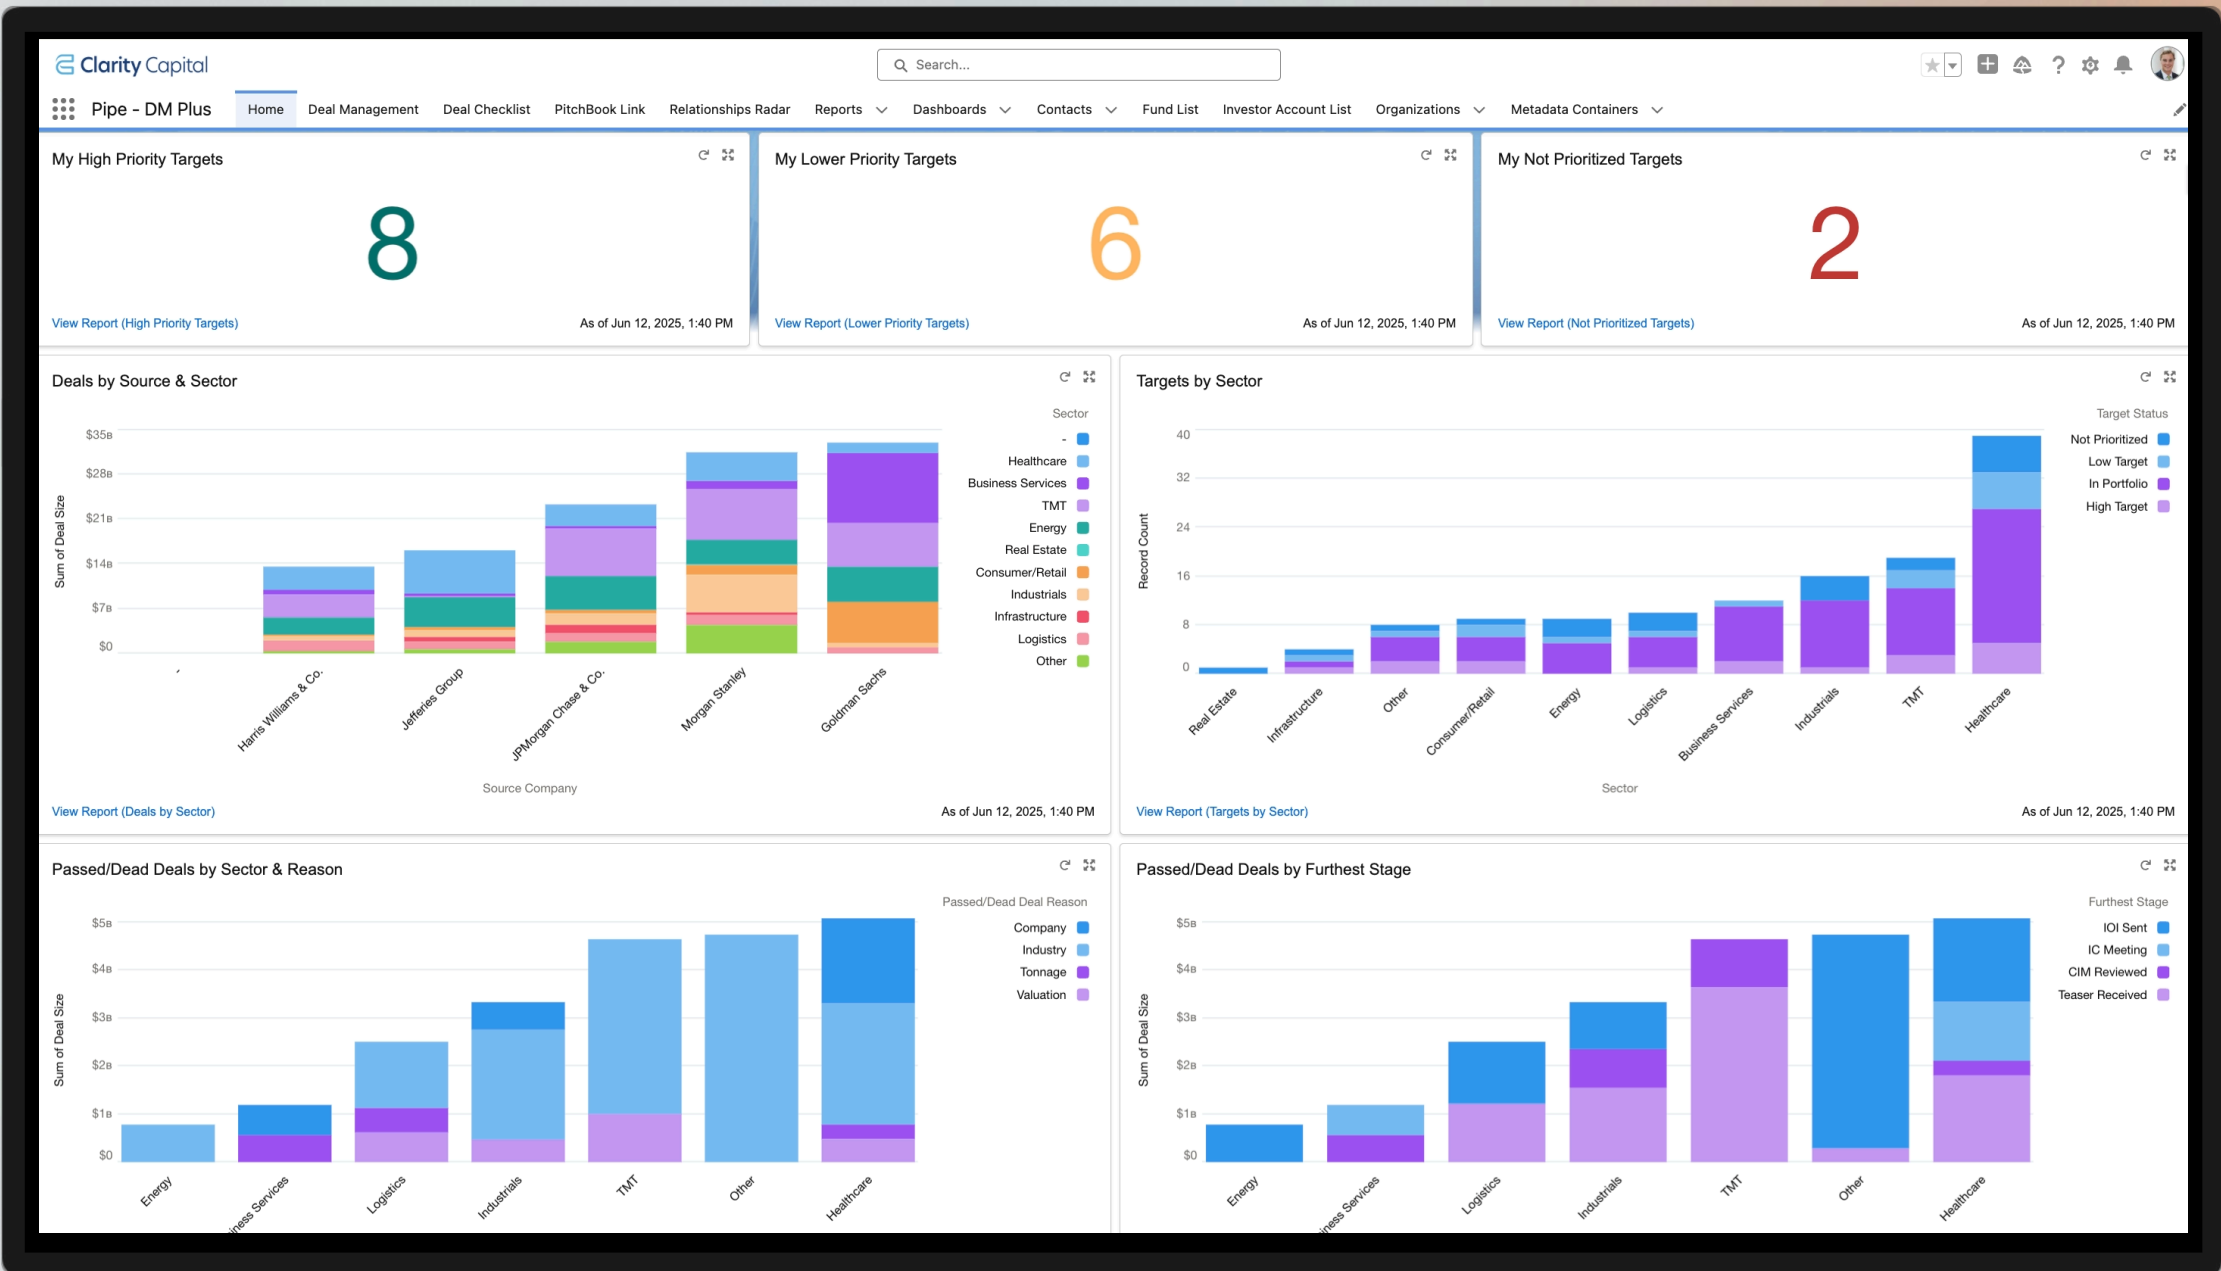 Clarity Capital
Search...
Pipe - DM Plus
Home
Deal Management
Deal Checklist
PitchBook Link
Relationships Radar
Reports
Dashboards
Contacts
Fund List
Investor Account List
Organizations
Metadata Containers
My High Priority Targets
8
View Report (High Priority Targets)
As of Jun 12, 2025, 1:40 PM
My Lower Priority Targets
6
View Report (Lower Priority Targets)
As of Jun 12, 2025, 1:40 PM
My Not Prioritized Targets
2
View Report (Not Prioritized Targets)
As of Jun 12, 2025, 1:40 PM
Deals by Source & Sector
Sum of Deal Size
$35B
$28B
$21B
$14B
$7B
$0
-
Harris Williams & Co.
Jefferies Group
JPMorgan Chase & Co.
Morgan Stanley
Goldman Sachs
Source Company
Sector
-
Healthcare
Business Services
TMT
Energy
Real Estate
Consumer/Retail
Industrials
Infrastructure
Logistics
Other
View Report (Deals by Sector)
As of Jun 12, 2025, 1:40 PM
Targets by Sector
Record Count
40
32
24
16
8
0
Real Estate
Infrastructure
Other
Consumer/Retail
Energy
Logistics
Business Services
Industrials
TMT
Healthcare
Sector
Target Status
Not Prioritized
Low Target
In Portfolio
High Target
View Report (Targets by Sector)
As of Jun 12, 2025, 1:40 PM
Passed/Dead Deals by Sector & Reason
Sum of Deal Size
$5B
$4B
$3B
$2B
$1B
$0
Energy
iness Services
Logistics
Industrials
TMT
Other
Healthcare
Passed/Dead Deal Reason
Company
Industry
Tonnage
Valuation
Passed/Dead Deals by Furthest Stage
Sum of Deal Size
$5B
$4B
$3B
$2B
$1B
$0
Energy
iness Services
Logistics
Industrials
TMT
Other
Healthcare
Furthest Stage
IOI Sent
IC Meeting
CIM Reviewed
Teaser Received